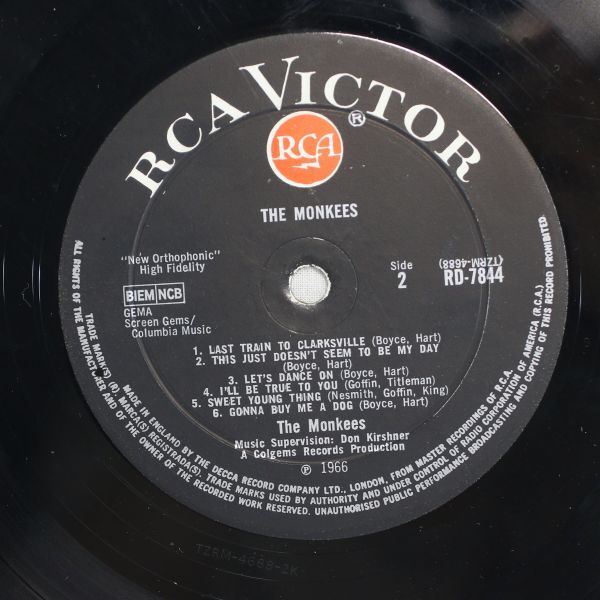 RCA VICTOR
®
RCA
THE MONKEES
"New Orthophonic"
High Fidelity
BIEM NCB
GEMA
Screen Gems/
Columbia Music
Side
2
(TZRM-4688)
RD-7844
1. LAST TRAIN TO CLARKSVILLE (Boyce, Hart)
2. THIS JUST DOESN'T SEEM TO BE MY DAY
(Boyce, Hart)
3. LET'S DANCE ON (Boyce, Hart)
4. I'LL BE TRUE TO YOU (Goffin, Titleman)
5. SWEET YOUNG THING (Nesmith, Goffin, King)
6. GONNA BUY ME A DOG (Boyce, Hart)
The Monkees
Music Supervision: Don Kirshner
A Colgems Records Production
℗ 1966
TRADE MARK(S) (R), MARCA(S) REGISTRADA(S). TRADE MARKS USED BY AUTHORITY AND UNDER CONTROL OF RADIO CORPORATION OF AMERICA (R.C.A.)
MADE IN ENGLAND BY THE DECCA RECORD COMPANY LTD., LONDON, FROM MASTER RECORDINGS OF R.C.A.
ALL RIGHTS OF THE MANUFACTURER AND OF THE OWNER OF THE RECORDED WORK RESERVED. UNAUTHORISED PUBLIC PERFORMANCE BROADCASTING AND COPYING OF THIS RECORD PROHIBITED.
TZRM-4688-2K